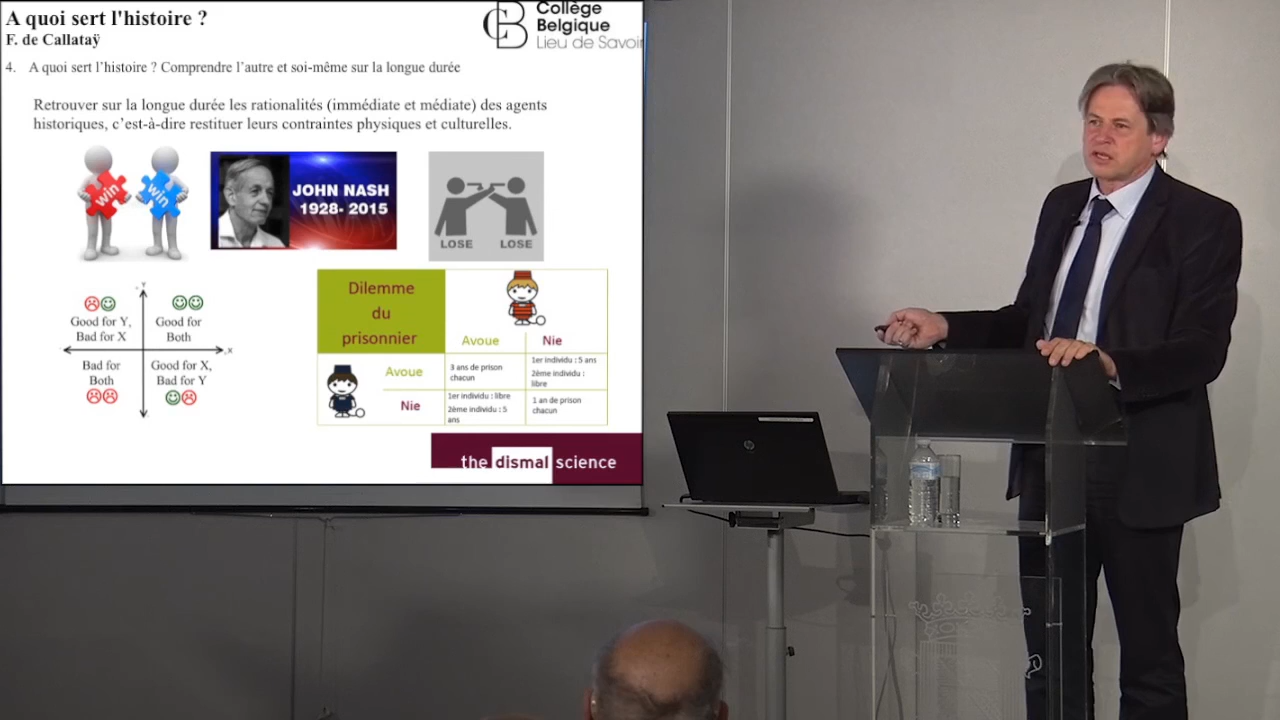 A quoi sert l'histoire ?
F. de Callataÿ
CB
Collège
Belgique
Lieu de Savoir
4. A quoi sert l'histoire ? Comprendre l'autre et soi-même sur la longue durée
Retrouver sur la longue durée les rationalités (immédiate et médiate) des agents
historiques, c'est-à-dire restituer leurs contraintes physiques et culturelles.
win
win
JOHN NASH
1928- 2015
LOSE LOSE
Y
Good for Y,
Bad for X
Good for
Both
X
Bad for
Both
Good for X,
Bad for Y
Dilemme
du
prisonnier
Avoue
Nie
Avoue
3 ans de prison
chacun
1er individu : 5 ans
2ème individu :
libre
Nie
1er individu : libre
2ème individu : 5
ans
1 an de prison
chacun
the dismal science
hp